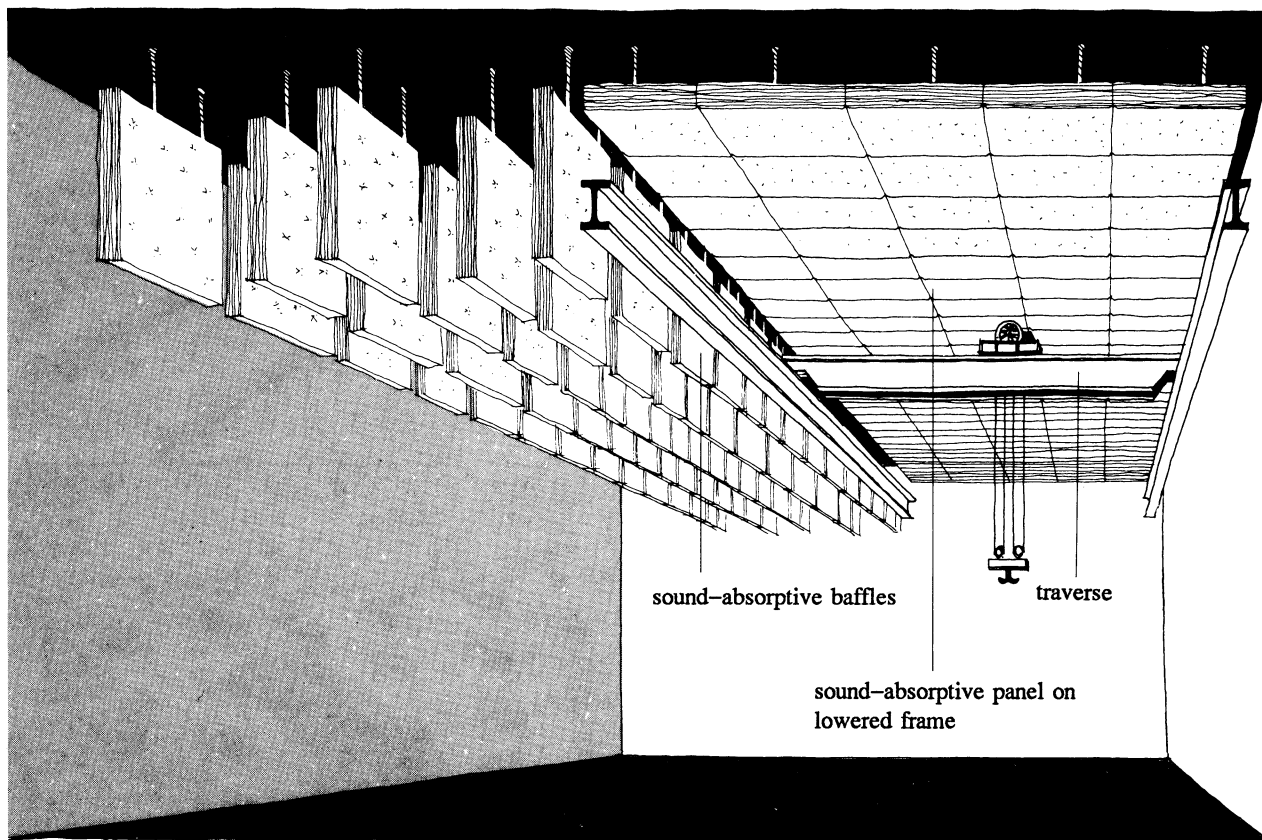 sound–absorptive baffles
traverse
sound–absorptive panel on
lowered frame